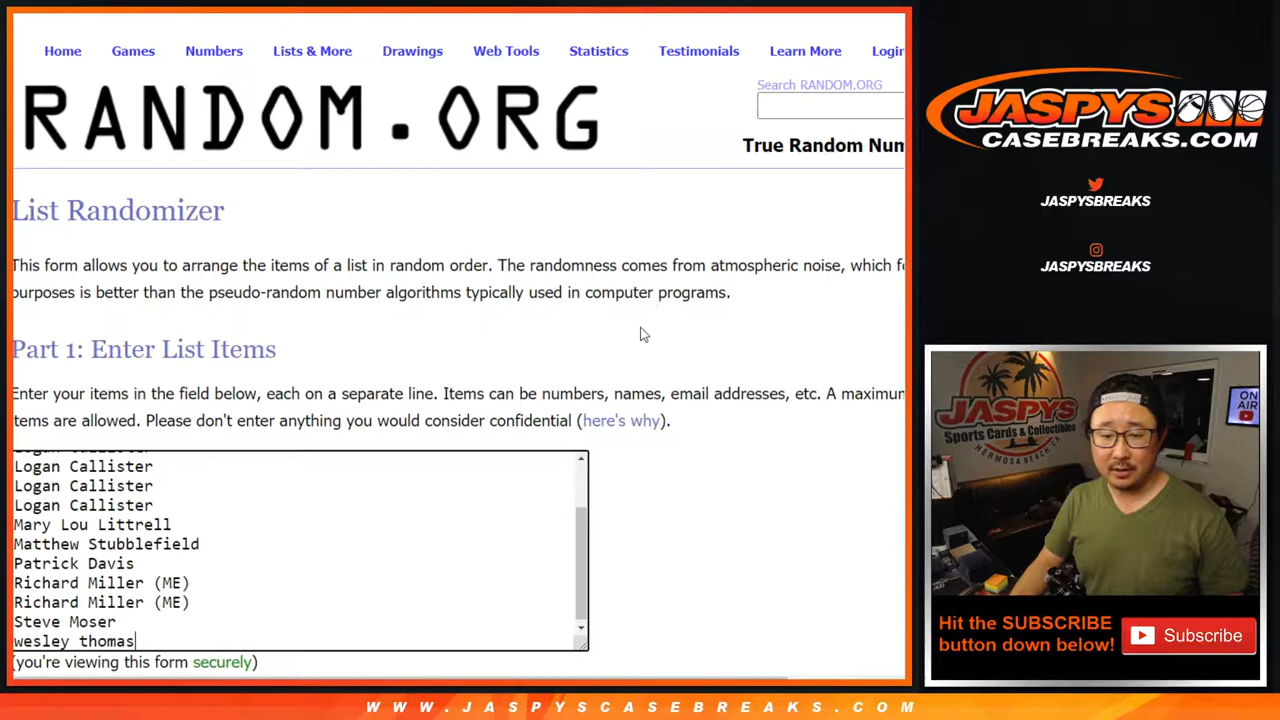 Home Games Numbers Lists & More Drawings Web Tools Statistics Testimonials Learn More Login
Search RANDOM.ORG
RANDOM.ORG
True Random Num
List Randomizer
This form allows you to arrange the items of a list in random order. The randomness comes from atmospheric noise, which f
purposes is better than the pseudo-random number algorithms typically used in computer programs.
Part 1: Enter List Items
Enter your items in the field below, each on a separate line. Items can be numbers, names, email addresses, etc. A maximum
items are allowed. Please don't enter anything you would consider confidential (here's why).
Logan Callister
Logan Callister
Logan Callister
Mary Lou Littrell
Matthew Stubblefield
Patrick Davis
Richard Miller (ME)
Richard Miller (ME)
Steve Moser
wesley thomas
(you're viewing this form securely)
JASPYS
CASEBREAKS.COM
JASPYSBREAKS
JASPYSBREAKS
JASPYS
Sports Cards & Collectibles
HERMOSA BEACH, CA
ON
AIR
Hit the SUBSCRIBE
button down below!
Subscribe
WWW.JASPYSCASEBREAKS.COM